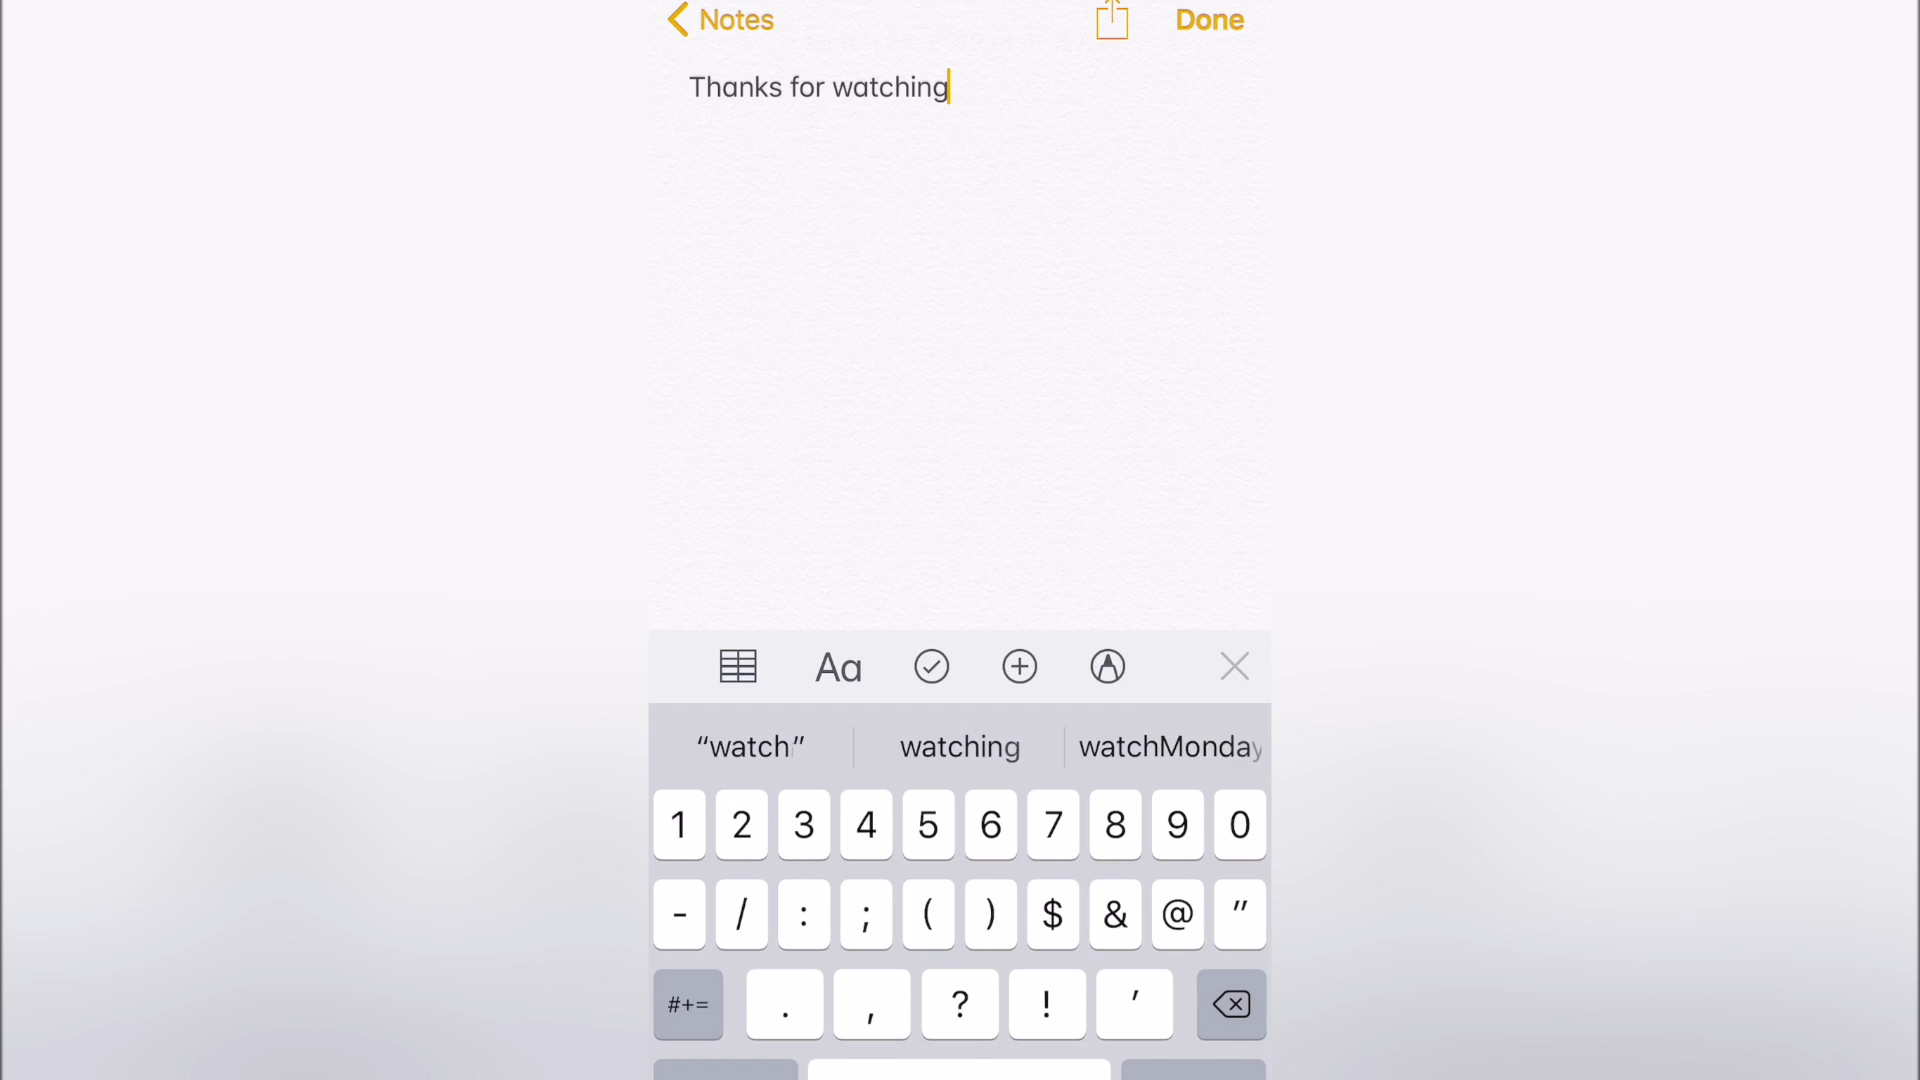 Notes Done
Thanks for watching
Aa
“watch” watching watchMonday
1 2 3 4 5 6 7 8 9 0
- / : ; ( ) $ & @ "
#+= . , ? ! '